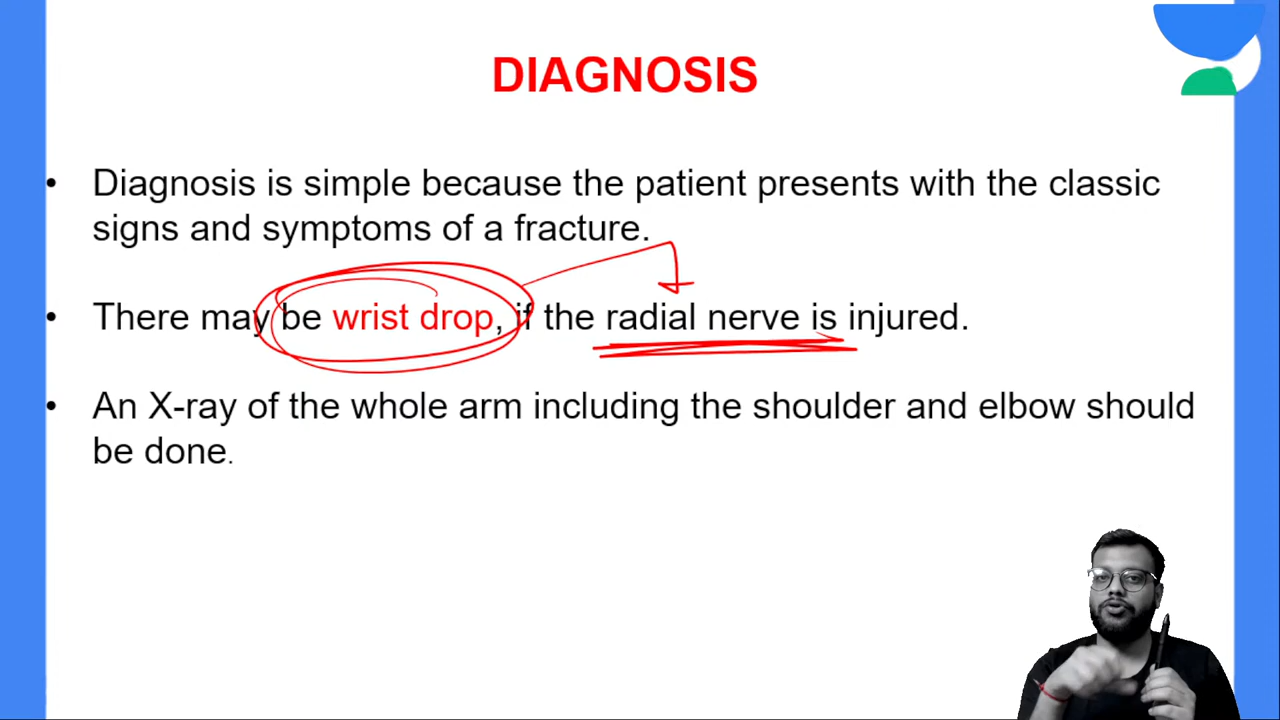 DIAGNOSIS
• Diagnosis is simple because the patient presents with the classic
signs and symptoms of a fracture.
• There may be wrist drop, if the radial nerve is injured.
• An X-ray of the whole arm including the shoulder and elbow should
be done.